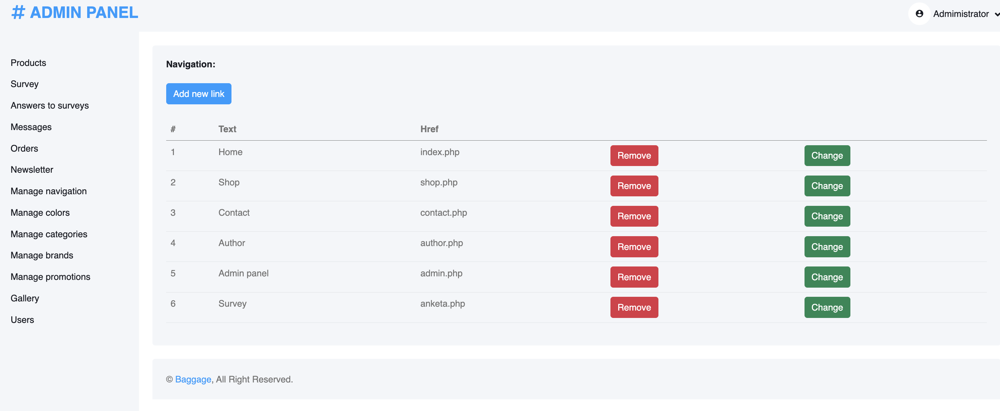 # ADMIN PANEL
Admimistrator
Products
Survey
Answers to surveys
Messages
Orders
Newsletter
Manage navigation
Manage colors
Manage categories
Manage brands
Manage promotions
Gallery
Users
Navigation:
Add new link
# Text Href
1 Home index.php Remove Change
2 Shop shop.php Remove Change
3 Contact contact.php Remove Change
4 Author author.php Remove Change
5 Admin panel admin.php Remove Change
6 Survey anketa.php Remove Change
© Baggage, All Right Reserved.